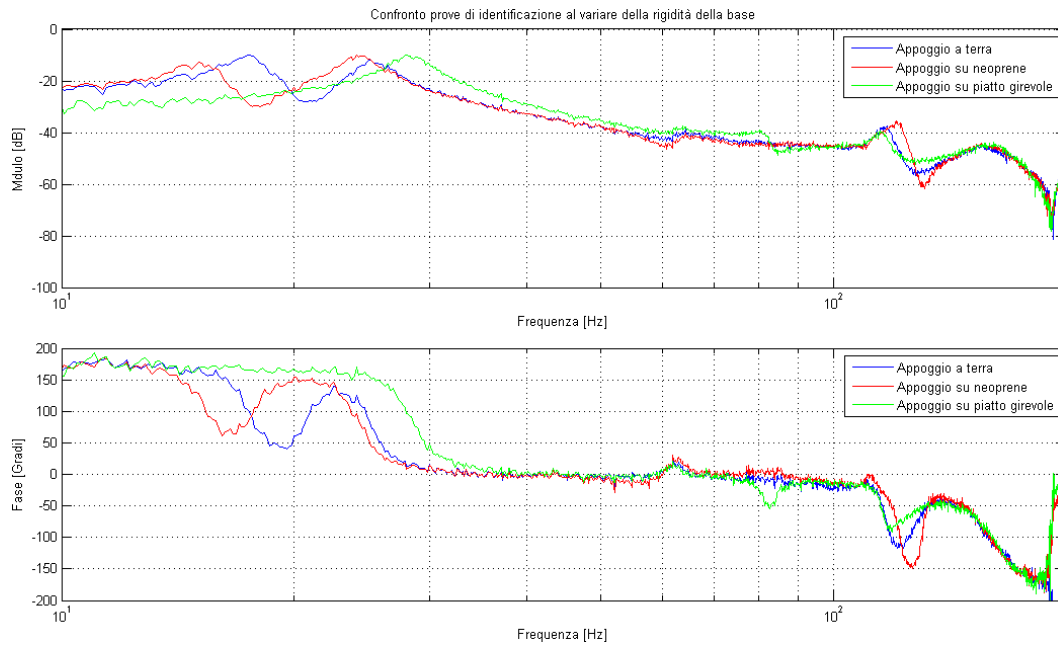 Confronto prove di identificazione al variare della rigidità della base
Mdulo [dB]
0
-20
-40
-60
-80
-100
Appoggio a terra
Appoggio su neoprene
Appoggio su piatto girevole
10^1
10^2
Frequenza [Hz]
Fase [Gradi]
200
150
100
50
0
-50
-100
-150
-200
Appoggio a terra
Appoggio su neoprene
Appoggio su piatto girevole
10^1
10^2
Frequenza [Hz]